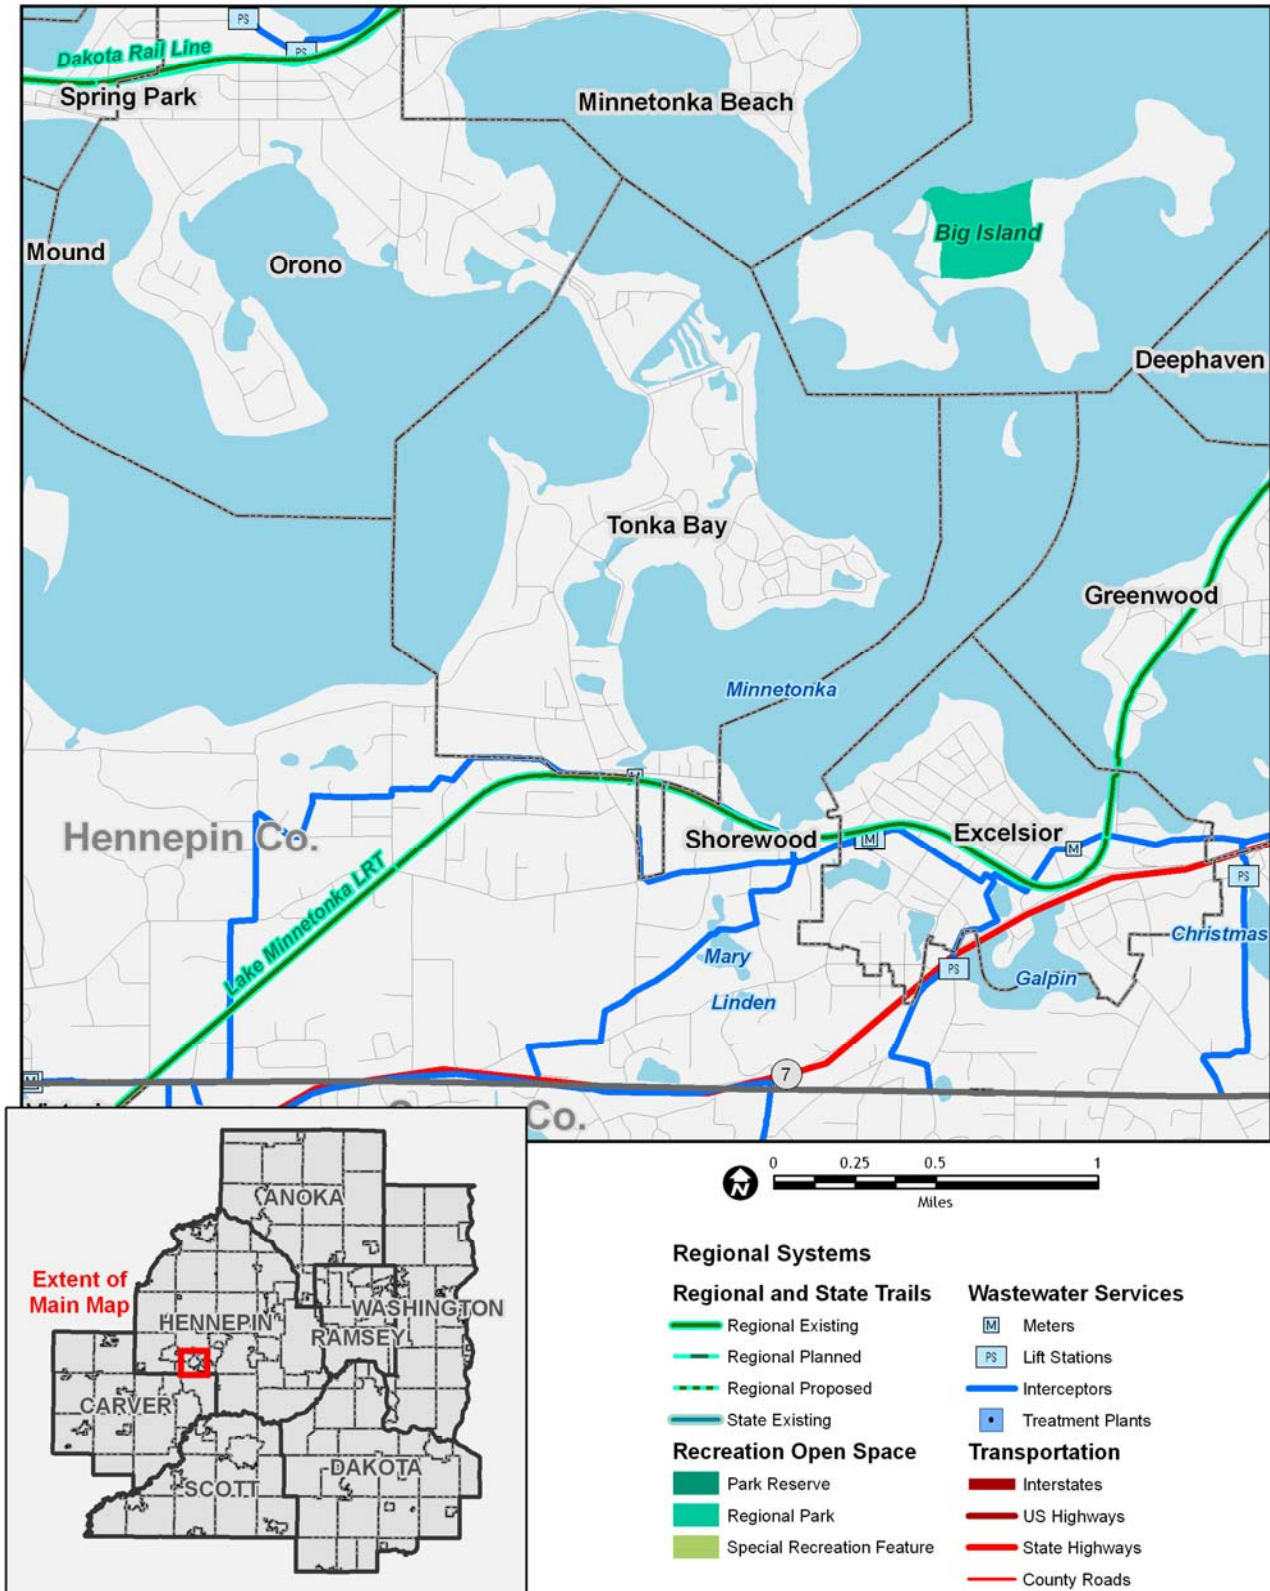 PS
PS
Dakota Rail Line
Spring Park
Minnetonka Beach
Big Island
Mound
Orono
Deephaven
Tonka Bay
Greenwood
Minnetonka
M
Hennepin Co.
Shorewood
M
Excelsior
M
PS
Lake Minnetonka LRT
Christmas
Mary
PS
Galpin
Linden
7
M
Co.
0 0.25 0.5 1
Miles
N
ANOKA
Extent of
Main Map
WASHINGTON
HENNEPIN
RAMSEY
CARVER
DAKOTA
SCOTT
Regional Systems
Regional and State Trails
Regional Existing
Regional Planned
Regional Proposed
State Existing
Recreation Open Space
Park Reserve
Regional Park
Special Recreation Feature
Wastewater Services
M Meters
PS Lift Stations
Interceptors
Treatment Plants
Transportation
Interstates
US Highways
State Highways
County Roads